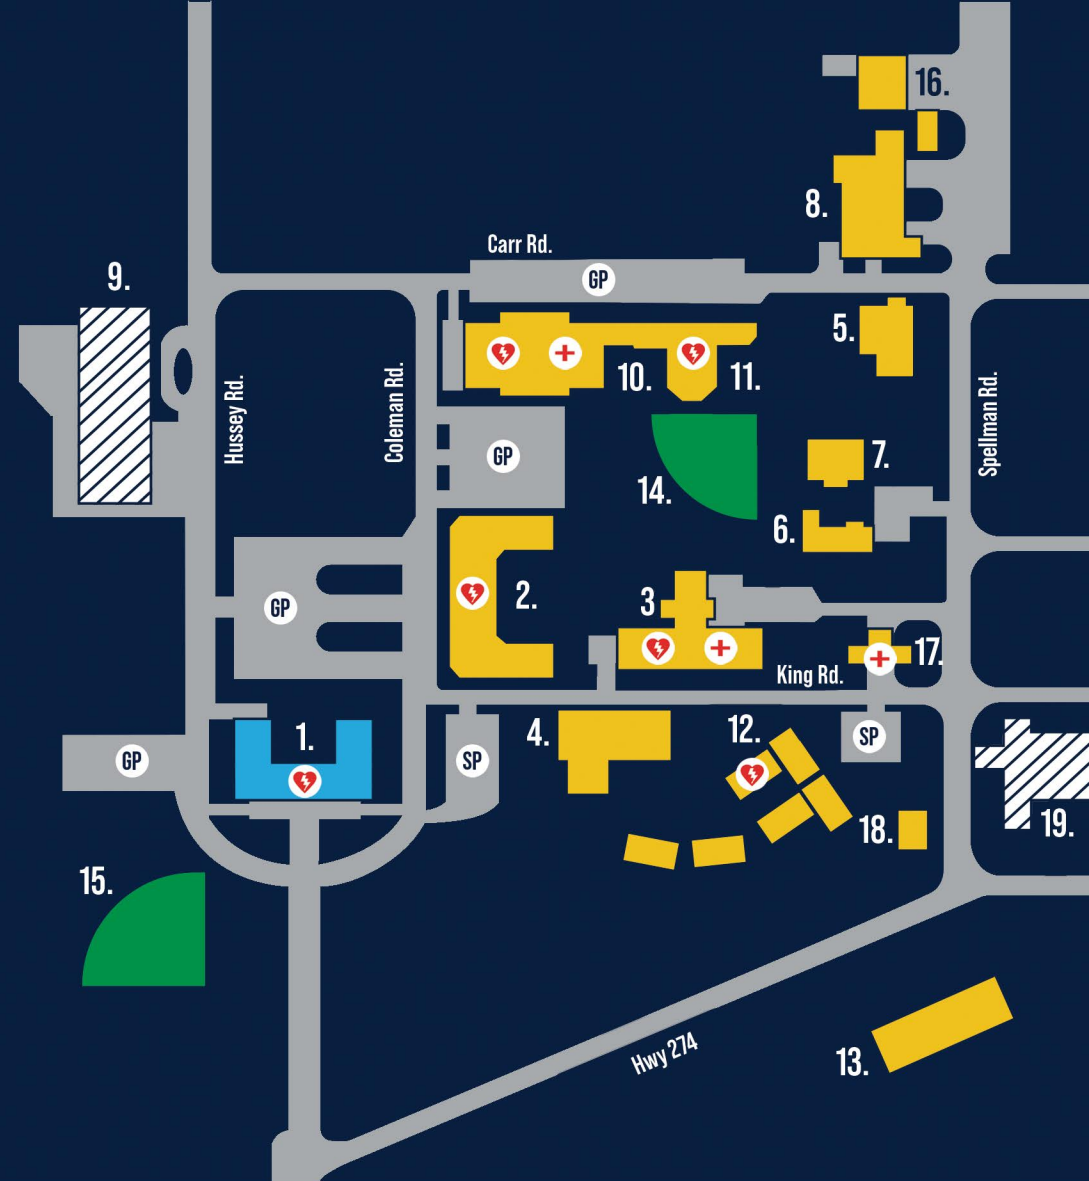 16.
8.
Carr Rd.
9.
GP
5.
10.
11.
Hussey Rd.
Coleman Rd.
Spellman Rd.
GP
7.
14.
6.
2.
3
GP
17.
King Rd.
1.
4.
12.
SP
GP
SP
18.
19.
15.
Hwy 274
13.